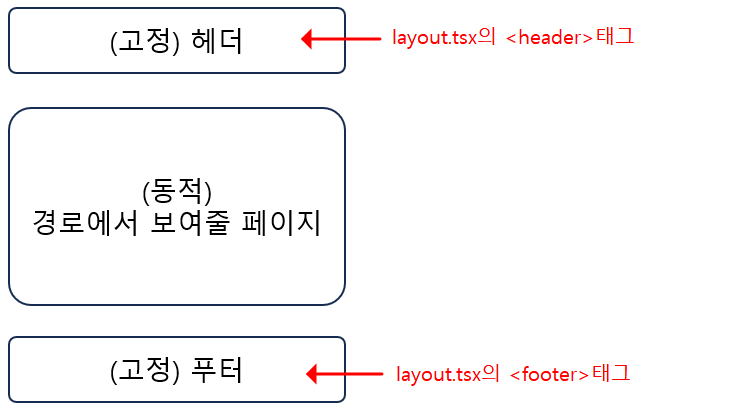 (고정) 헤더
layout.tsx의 <header>태그
(동적)
경로에서 보여줄 페이지
(고정) 푸터
layout.tsx의 <footer>태그